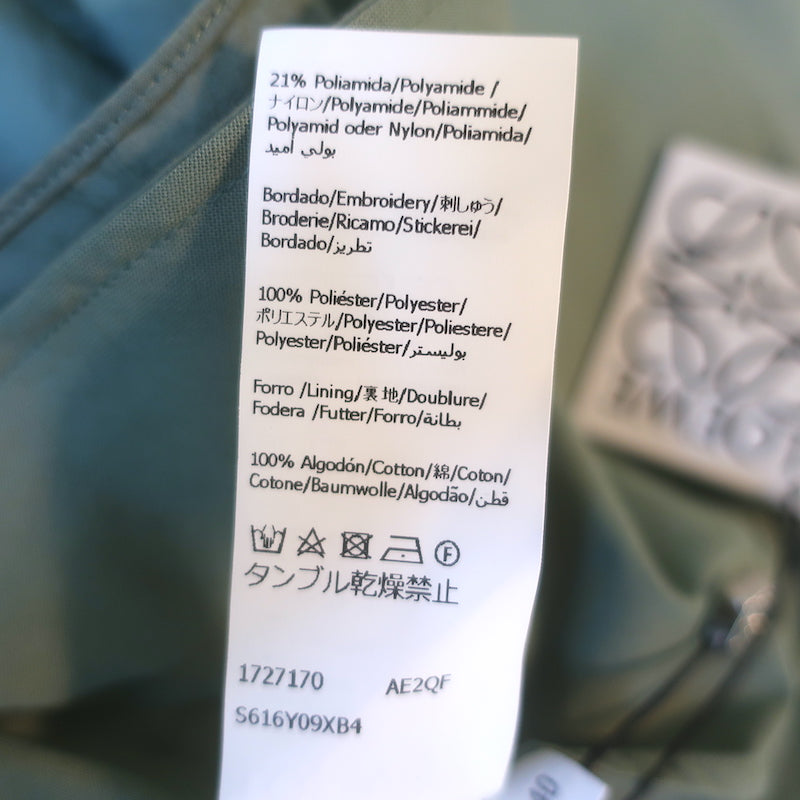 21% Poliamida/Polyamide /
ナイロン/Polyamide/Poliammide/
Polyamid oder Nylon/Poliamida/
بولي أميد
Bordado/Embroidery/刺しゅう/
Broderie/Ricamo/Stickerei/
Bordado/تطريز
100% Poliéster/Polyester/
ポリエステル/Polyester/Poliestere/
Polyester/Poliéster/بوليستر
Forro /Lining/裏地/Doublure/
Fodera /Futter/Forro/بطانة
100% Algodón/Cotton/綿/Coton/
Cotone/Baumwolle/Algodão/قطن
F
タンブル乾燥禁止
1727170 AE2QF
S616Y09XB4
40